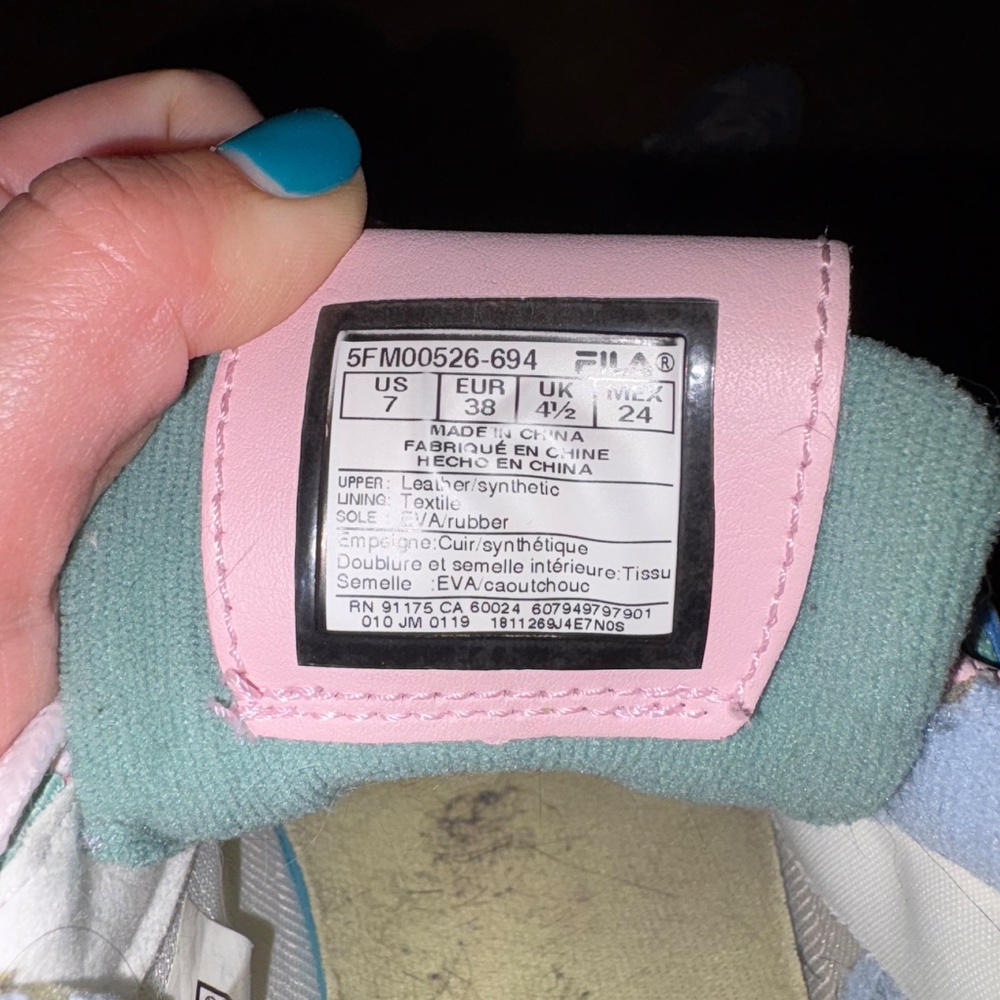 5FM00526-694 FILA®
US EUR UK MEX
7 38 4½ 24
MADE IN CHINA
FABRIQUÉ EN CHINE
HECHO EN CHINA
UPPER: Leather/synthetic
LINING: Textile
SOLE EVA/rubber
Empeigne:Cuir/synthétique
Doublure et semelle intérieure:Tissu
Semelle :EVA/caoutchouc
RN 91175 CA 60024 607949797901
010 JM 0119 1811269J4E7N0S